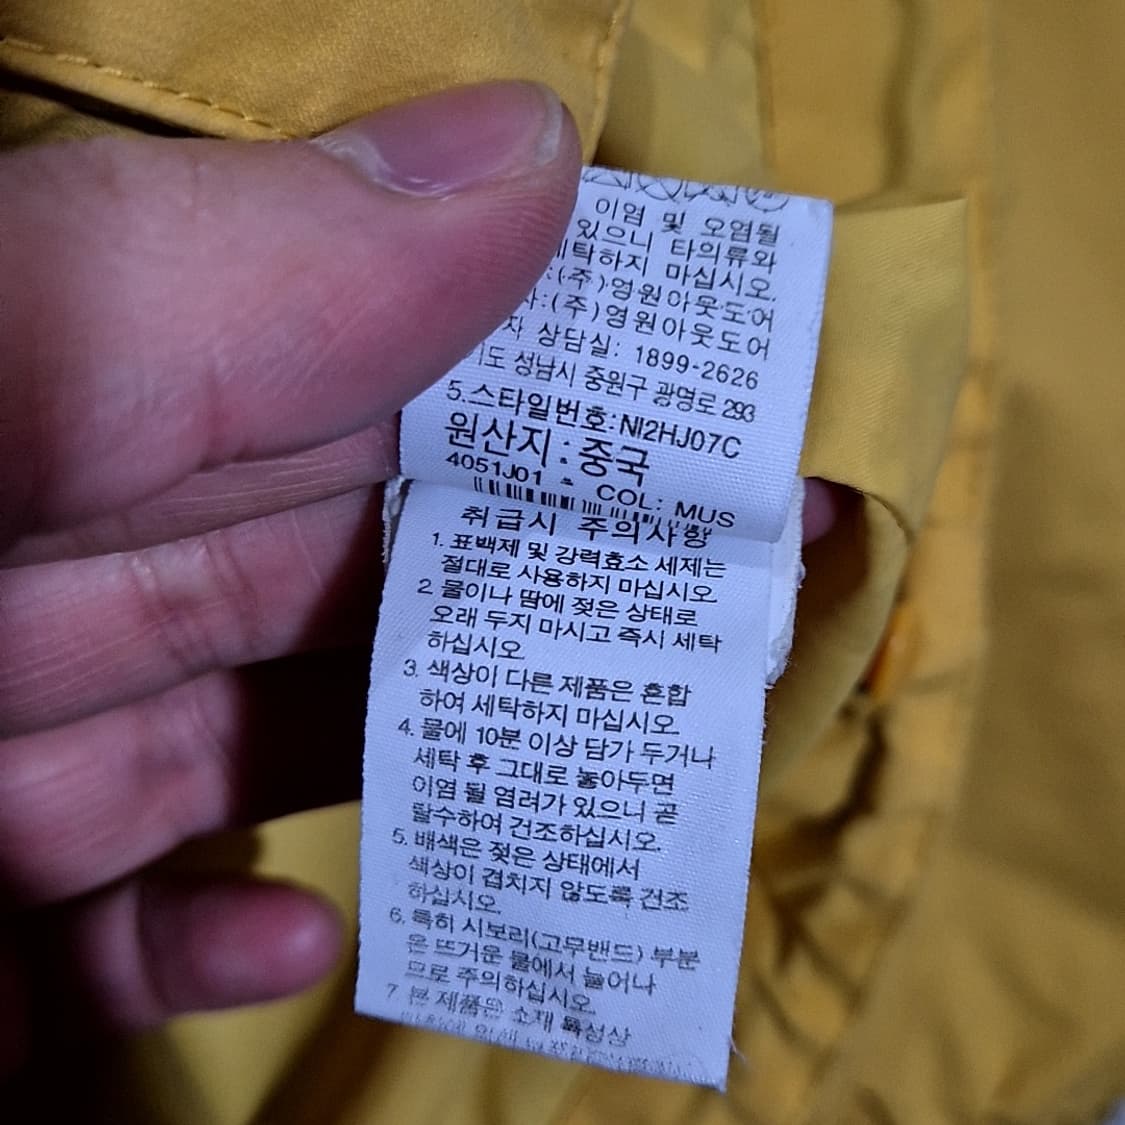 이염 및 오염될
있으니 타의류와
세탁하지 마십시오.
:(주)영원아웃도어
자:(주)영원아웃도어
자 상담실: 1899-2626
기도 성남시 중원구 광명로 293
5.스타일번호:NI2HJ07C
원산지 : 중국
4051J01 COL: MUS
취급시 주의사항
1. 표백제 및 강력효소 세제는
절대로 사용하지 마십시오.
2. 물이나 땀에 젖은 상태로
오래 두지 마시고 즉시 세탁
하십시오.
3. 색상이 다른 제품은 혼합
하여 세탁하지 마십시오.
4. 물에 10분 이상 담가 두거나
세탁 후 그대로 놓아두면
이염 될 염려가 있으니 곧
탈수하여 건조하십시오.
5. 배색은 젖은 상태에서
색상이 겹치지 않도록 건조
하십시오.
6. 특히 시보리(고무밴드) 부분
은 뜨거운 물에서 늘어나
므로 주의하십시오.
7 본 제품은 소재 특성상